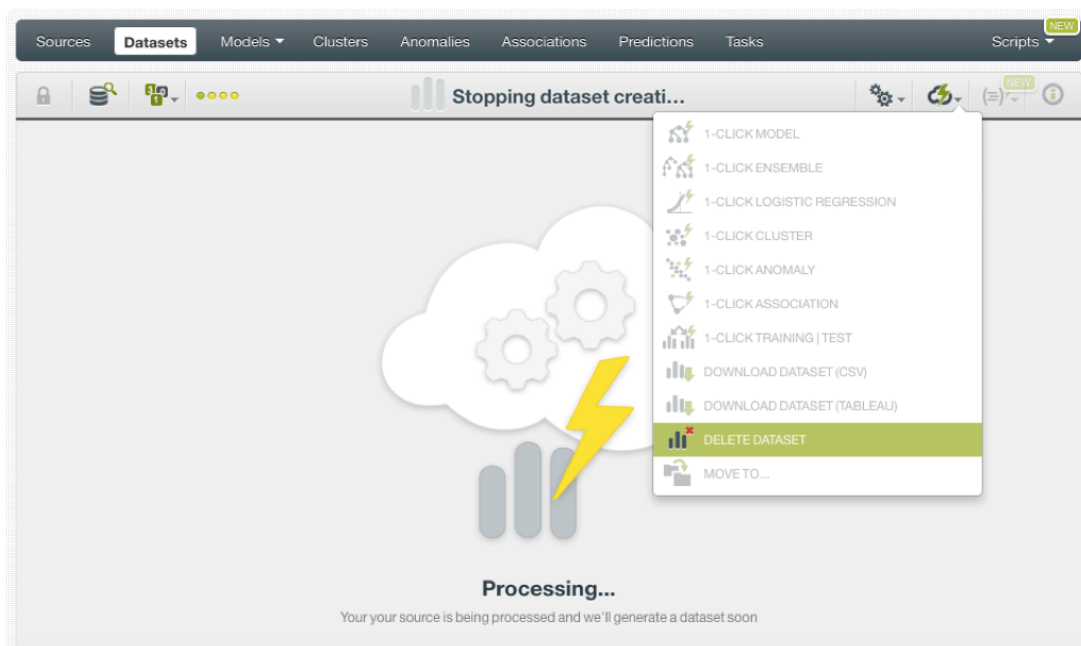 NEW
Sources Datasets Models Clusters Anomalies Associations Predictions Tasks Scripts
NEW
Stopping dataset creati... (=)
1-CLICK MODEL
1-CLICK ENSEMBLE
1-CLICK LOGISTIC REGRESSION
1-CLICK CLUSTER
1-CLICK ANOMALY
1-CLICK ASSOCIATION
1-CLICK TRAINING | TEST
DOWNLOAD DATASET (CSV)
DOWNLOAD DATASET (TABLEAU)
DELETE DATASET
MOVE TO...
Processing...
Your your source is being processed and we'll generate a dataset soon